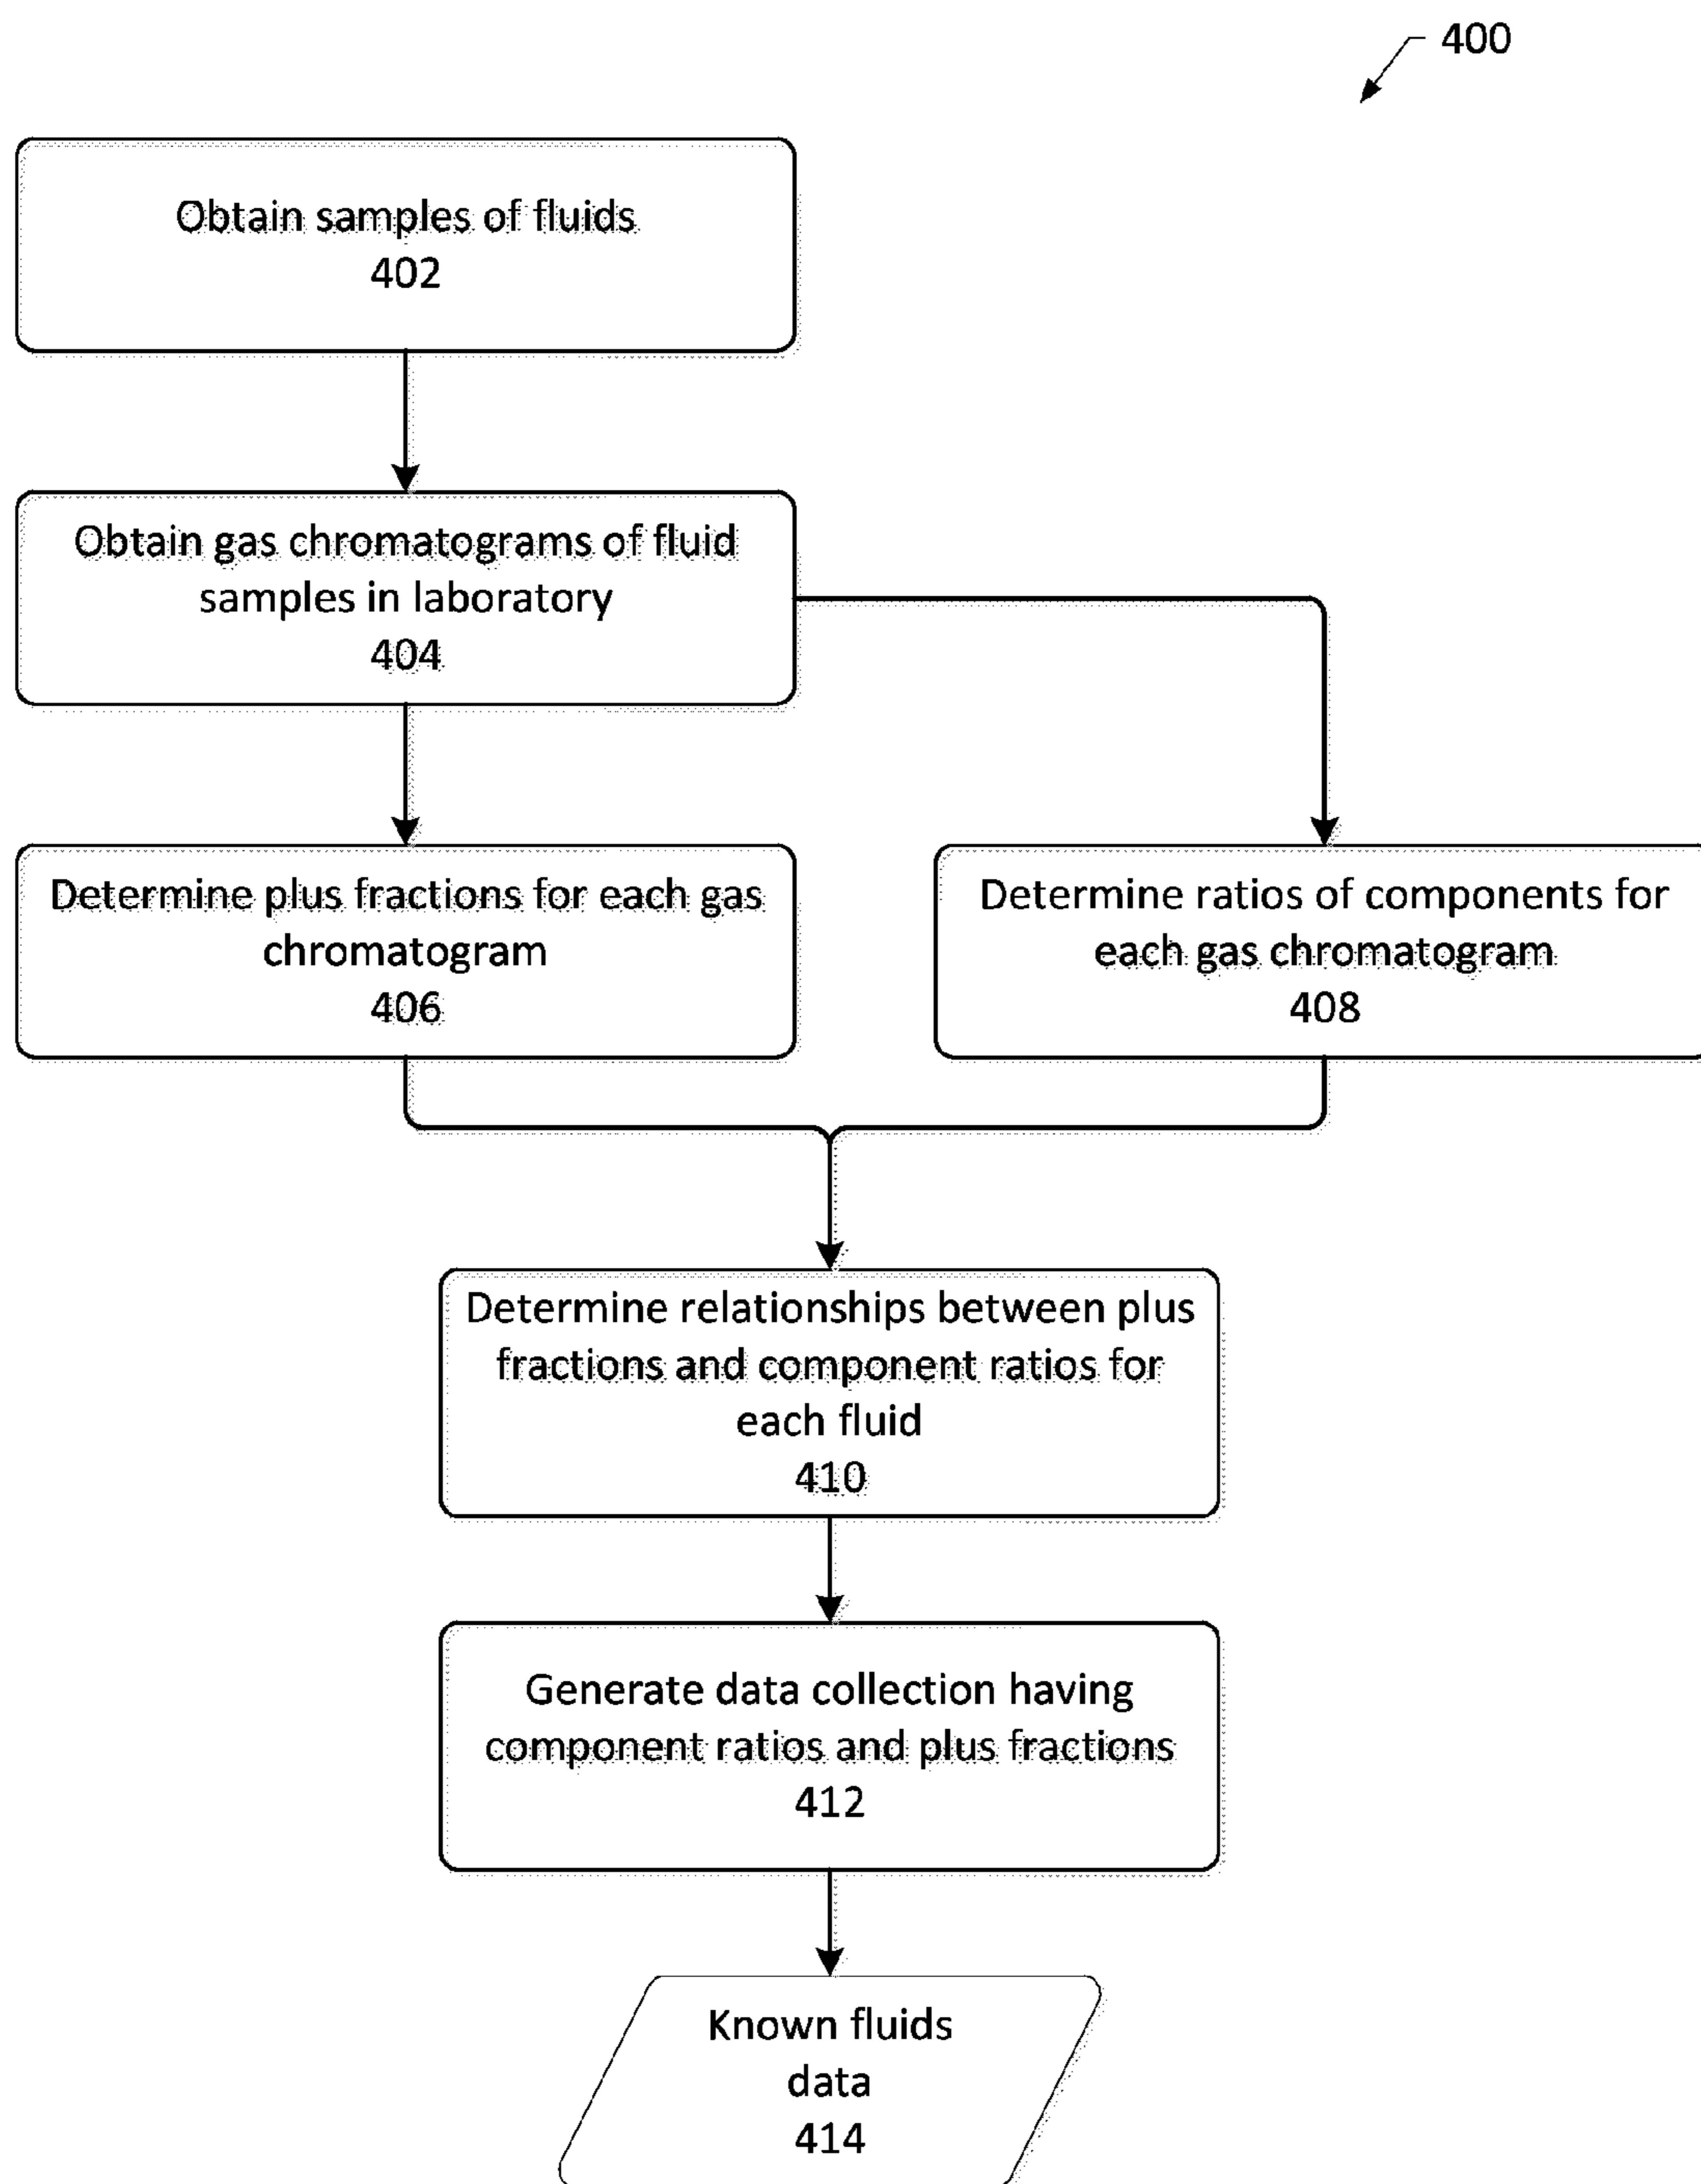 400
Obtain samples of fluids
402
Obtain gas chromatograms of fluid
samples in laboratory
404
Determine plus fractions for each gas
chromatogram
406
Determine ratios of components for
each gas chromatogram
408
Determine relationships between plus
fractions and component ratios for
each fluid
410
Generate data collection having
component ratios and plus fractions
412
Known fluids
data
414